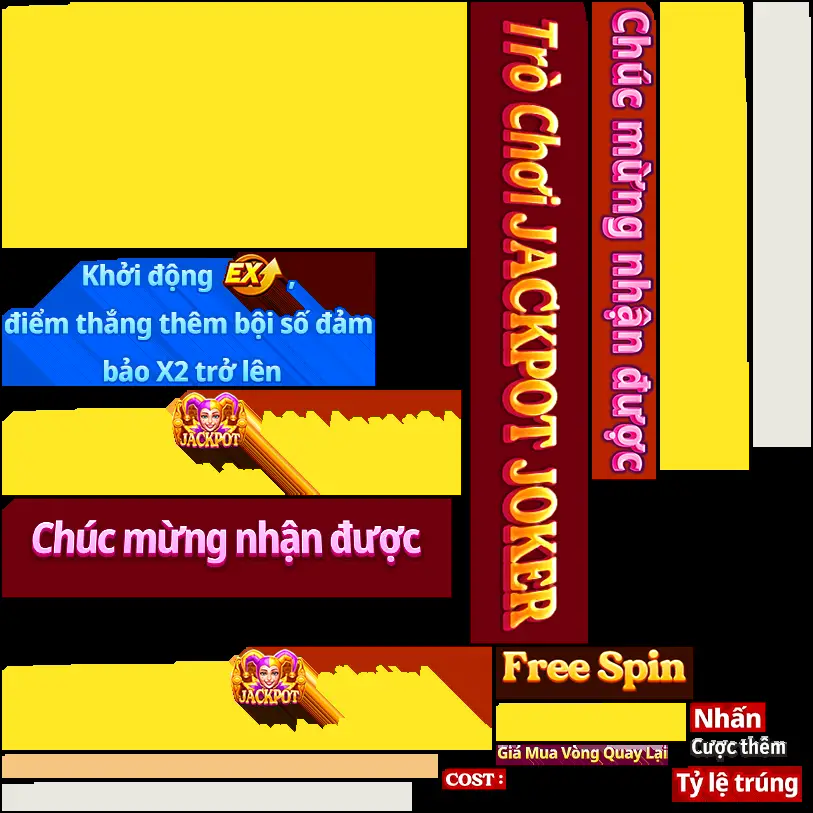 Trò Chơi JACKPOT JOKER
Chúc mừng nhận được
Khởi động EX,
điểm thắng thêm bội số đảm
bảo X2 trở lên
JACKPOT
Chúc mừng nhận được
JACKPOT
Free Spin
Nhấn
Cược thêm
Giá Mua Vòng Quay Lại
COST :
Tỷ lệ trúng